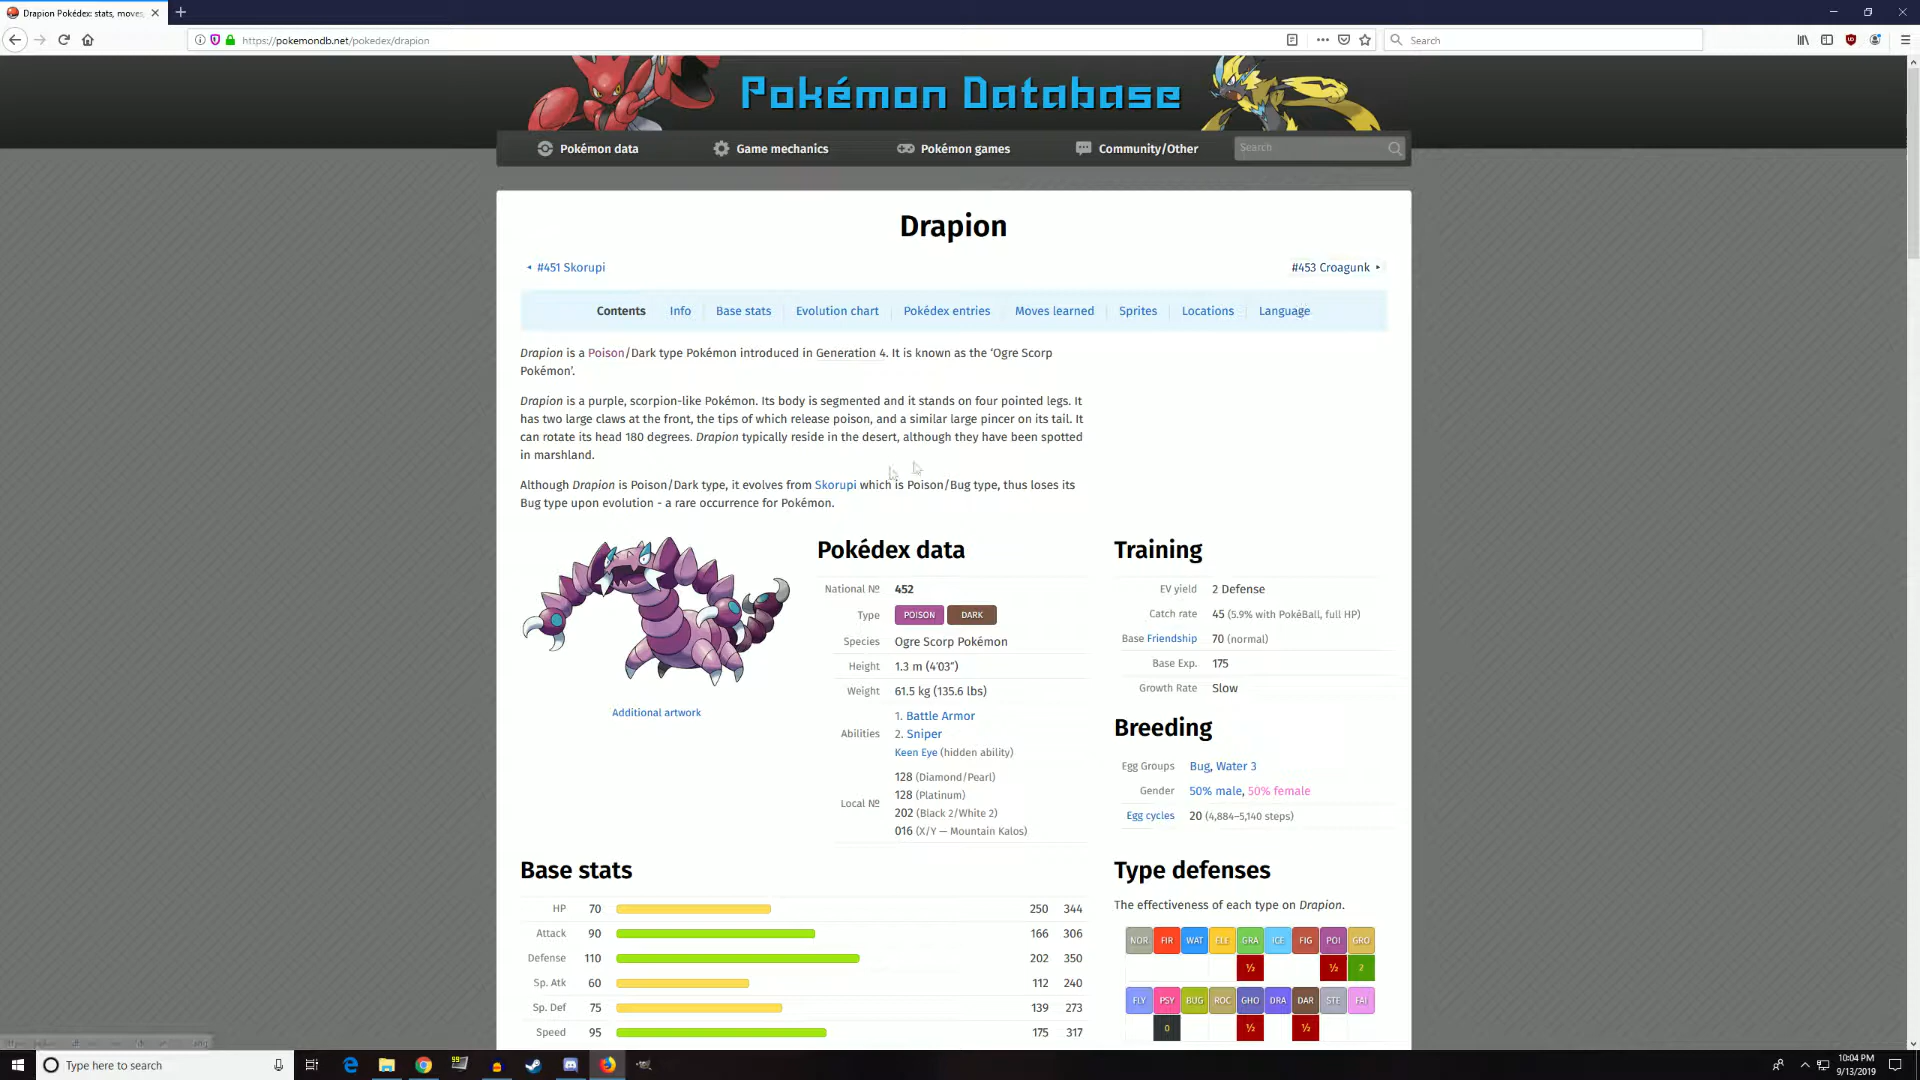 Drapion Pokédex: stats, moves,
https://pokemondb.net/pokedex/drapion
Search
Pokémon Database
Pokémon data
Game mechanics
Pokémon games
Community/Other
Search
Drapion
#451 Skorupi
#453 Croagunk
Contents Info Base stats Evolution chart Pokédex entries Moves learned Sprites Locations Language
Drapion is a Poison/Dark type Pokémon introduced in Generation 4. It is known as the ‘Ogre Scorp
Pokémon’.
Drapion is a purple, scorpion-like Pokémon. Its body is segmented and it stands on four pointed legs. It
has two large claws at the front, the tips of which release poison, and a similar large pincer on its tail. It
can rotate its head 180 degrees. Drapion typically reside in the desert, although they have been spotted
in marshland.
Although Drapion is Poison/Dark type, it evolves from Skorupi which is Poison/Bug type, thus loses its
Bug type upon evolution - a rare occurrence for Pokémon.
Additional artwork
Pokédex data
National № 452
Type POISON DARK
Species Ogre Scorp Pokémon
Height 1.3 m (4′03″)
Weight 61.5 kg (135.6 lbs)
Abilities
1. Battle Armor
2. Sniper
Keen Eye (hidden ability)
Local №
128 (Diamond/Pearl)
128 (Platinum)
202 (Black 2/White 2)
016 (X/Y — Mountain Kalos)
Training
EV yield 2 Defense
Catch rate 45 (5.9% with PokéBall, full HP)
Base Friendship 70 (normal)
Base Exp. 175
Growth Rate Slow
Breeding
Egg Groups Bug, Water 3
Gender 50% male, 50% female
Egg cycles 20 (4,884–5,140 steps)
Base stats
HP 70 250 344
Attack 90 166 306
Defense 110 202 350
Sp. Atk 60 112 240
Sp. Def 75 139 273
Speed 95 175 317
Type defenses
The effectiveness of each type on Drapion.
NOR FIR WAT ELE GRA ICE FIG POI GRO
½ ½ 2
FLY PSY BUG ROC GHO DRA DAR STE FAI
0 ½ ½
Type here to search
10:04 PM
9/13/2019